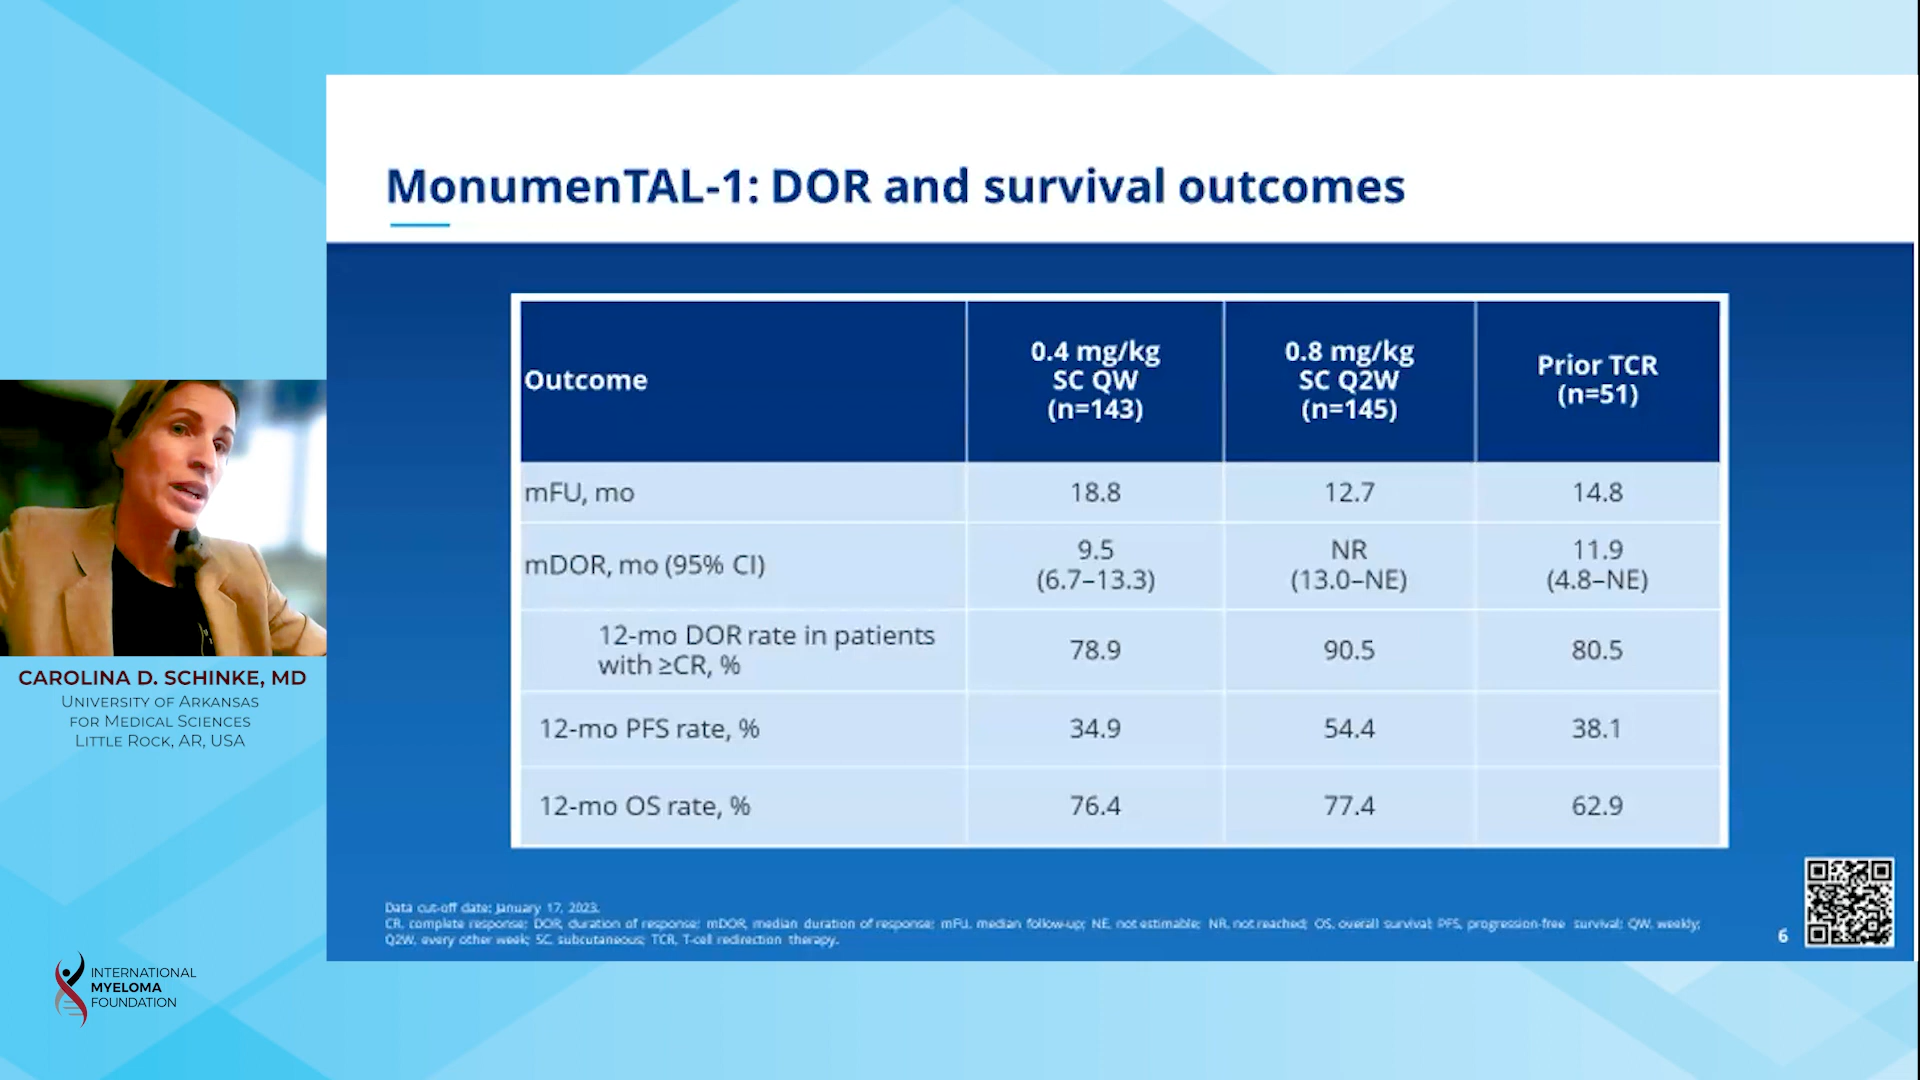 MonumenTAL-1: DOR and survival outcomes
Outcome
0.4 mg/kg
SC QW
(n=143)
0.8 mg/kg
SC Q2W
(n=145)
Prior TCR
(n=51)
mFU, mo
18.8
12.7
14.8
mDOR, mo (95% CI)
9.5
(6.7–13.3)
NR
(13.0–NE)
11.9
(4.8–NE)
12-mo DOR rate in patients
with ≥CR, %
78.9
90.5
80.5
12-mo PFS rate, %
34.9
54.4
38.1
12-mo OS rate, %
76.4
77.4
62.9
Data cut-off date: January 17, 2023.
CR, complete response; DOR, duration of response; mDOR, median duration of response; mFU, median follow-up; NE, not estimable; NR, not reached; OS, overall survival; PFS, progression-free survival; QW, weekly;
Q2W, every other week; SC, subcutaneous; TCR, T-cell redirection therapy.
6
CAROLINA D. SCHINKE, MD
UNIVERSITY OF ARKANSAS
FOR MEDICAL SCIENCES
LITTLE ROCK, AR, USA
INTERNATIONAL
MYELOMA
FOUNDATION